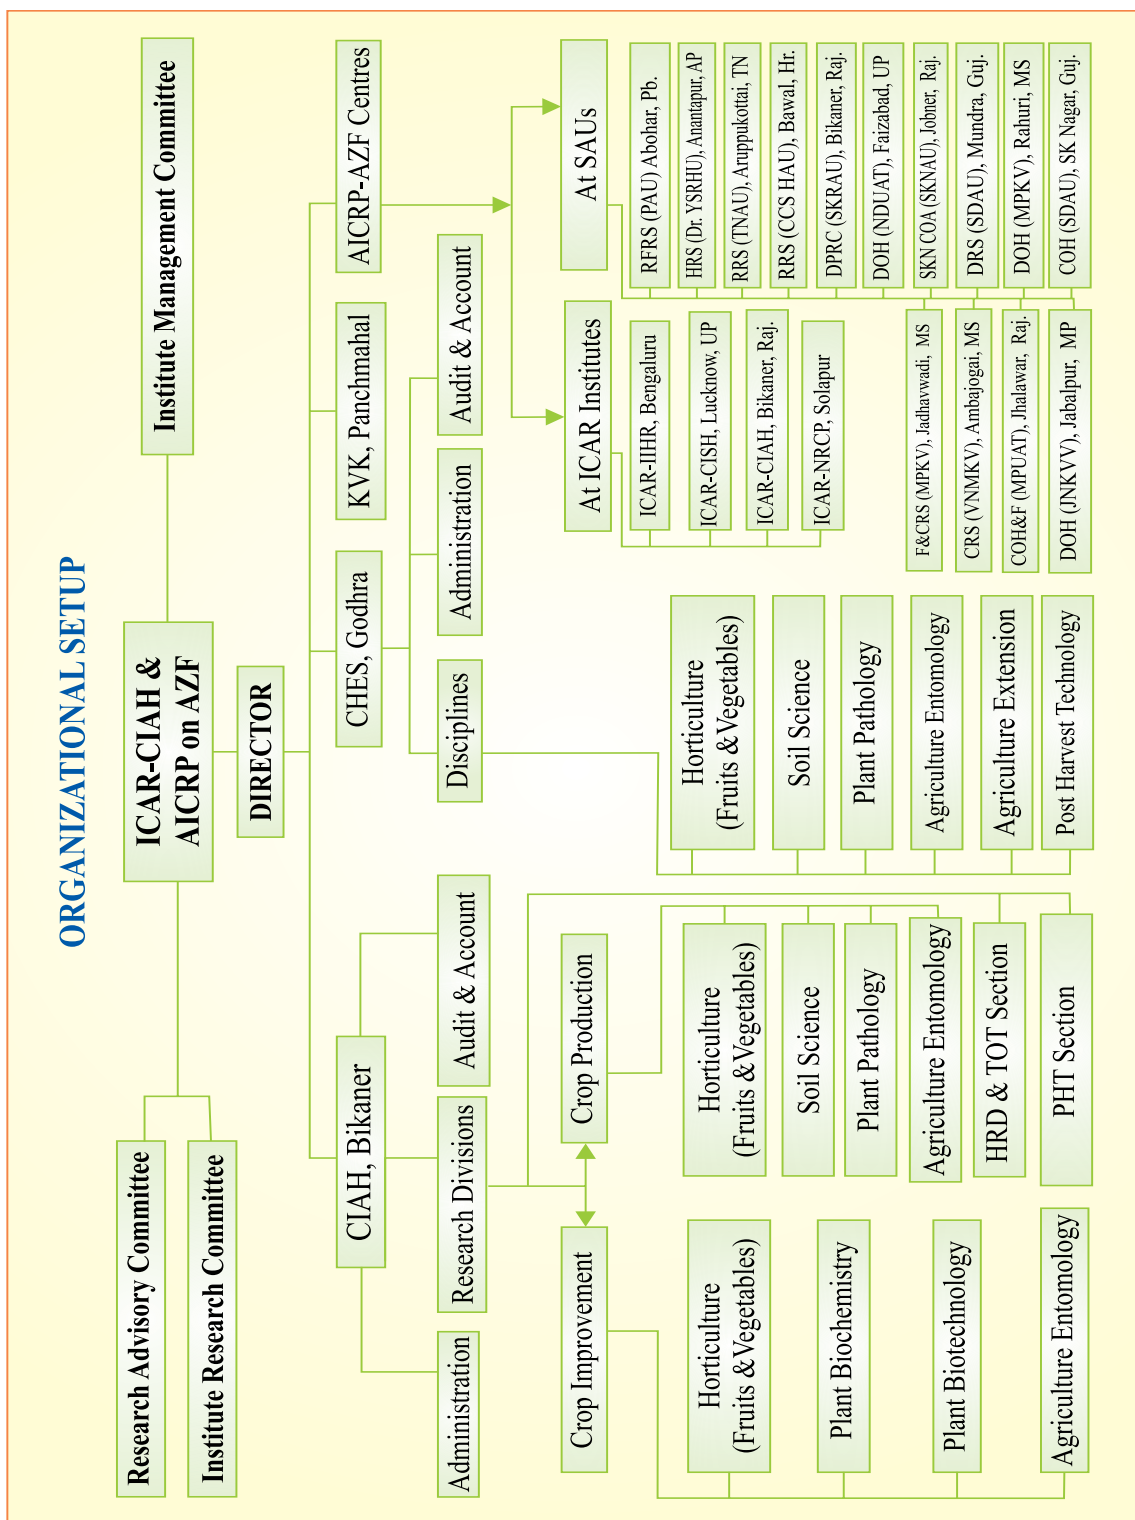 ORGANIZATIONAL SETUP
Research Advisory Committee
Institute Research Committee
ICAR-CIAH &
AICRP on AZF
Institute Management Committee
DIRECTOR
CIAH, Bikaner
CHES, Godhra
KVK, Panchmahal
AICRP-AZF Centres
Administration
Research Divisions
Audit & Account
Disciplines
Administration
Audit & Account
Crop Improvement
Crop Production
At ICAR Institutes
At SAUs
Horticulture
(Fruits &Vegetables)
Plant Biochemistry
Plant Biotechnology
Agriculture Entomology
Horticulture
(Fruits &Vegetables)
Soil Science
Plant Pathology
Agriculture Entomology
HRD & TOT Section
PHT Section
Horticulture
(Fruits &Vegetables)
Soil Science
Plant Pathology
Agriculture Entomology
Agriculture Extension
Post Harvest Technology
ICAR-IIHR, Bengaluru
ICAR-CISH, Lucknow, UP
ICAR-CIAH, Bikaner, Raj.
ICAR-NRCP, Solapur
F&CRS (MPKV), Jadhavwadi, MS
CRS (VNMKV), Ambajogai, MS
COH&F (MPUAT), Jhalawar, Raj.
DOH (JNKVV), Jabalpur, MP
RFRS (PAU) Abohar, Pb.
HRS (Dr. YSRHU), Anantapur, AP
RRS (TNAU), Aruppukottai, TN
RRS (CCS HAU), Bawal, Hr.
DPRC (SKRAU), Bikaner, Raj.
DOH (NDUAT), Faizabad, UP
SKN COA (SKNAU), Jobner, Raj.
DRS (SDAU), Mundra, Guj.
DOH (MPKV), Rahuri, MS
COH (SDAU), SK Nagar, Guj.